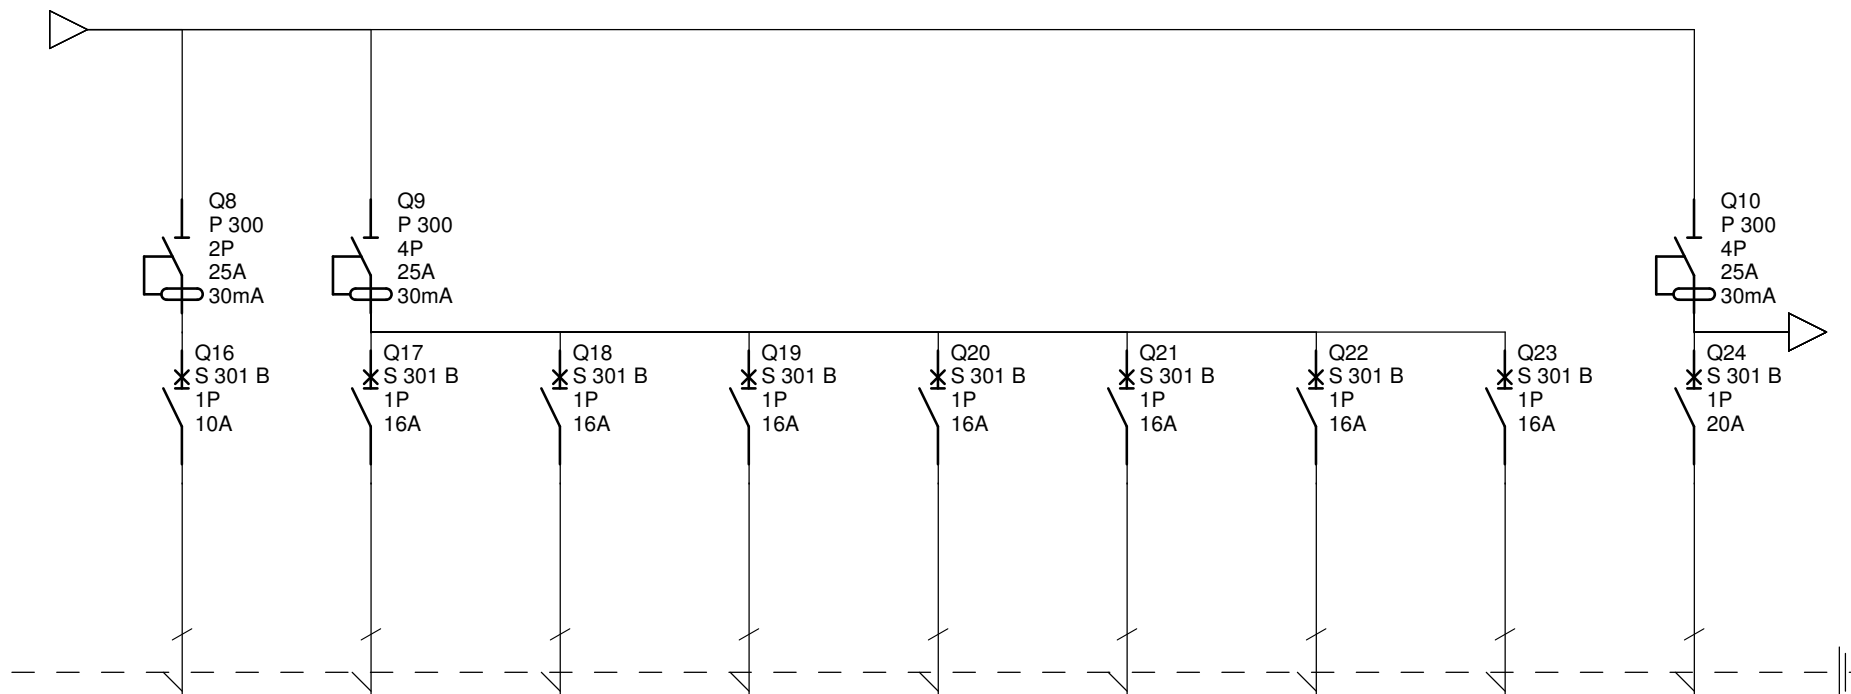 Q8
P 300
2P
25A
30mA
Q9
P 300
4P
25A
30mA
Q10
P 300
4P
25A
30mA
Q16
S 301 B
1P
10A
Q17
S 301 B
1P
16A
Q18
S 301 B
1P
16A
Q19
S 301 B
1P
16A
Q20
S 301 B
1P
16A
Q21
S 301 B
1P
16A
Q22
S 301 B
1P
16A
Q23
S 301 B
1P
16A
Q24
S 301 B
1P
20A